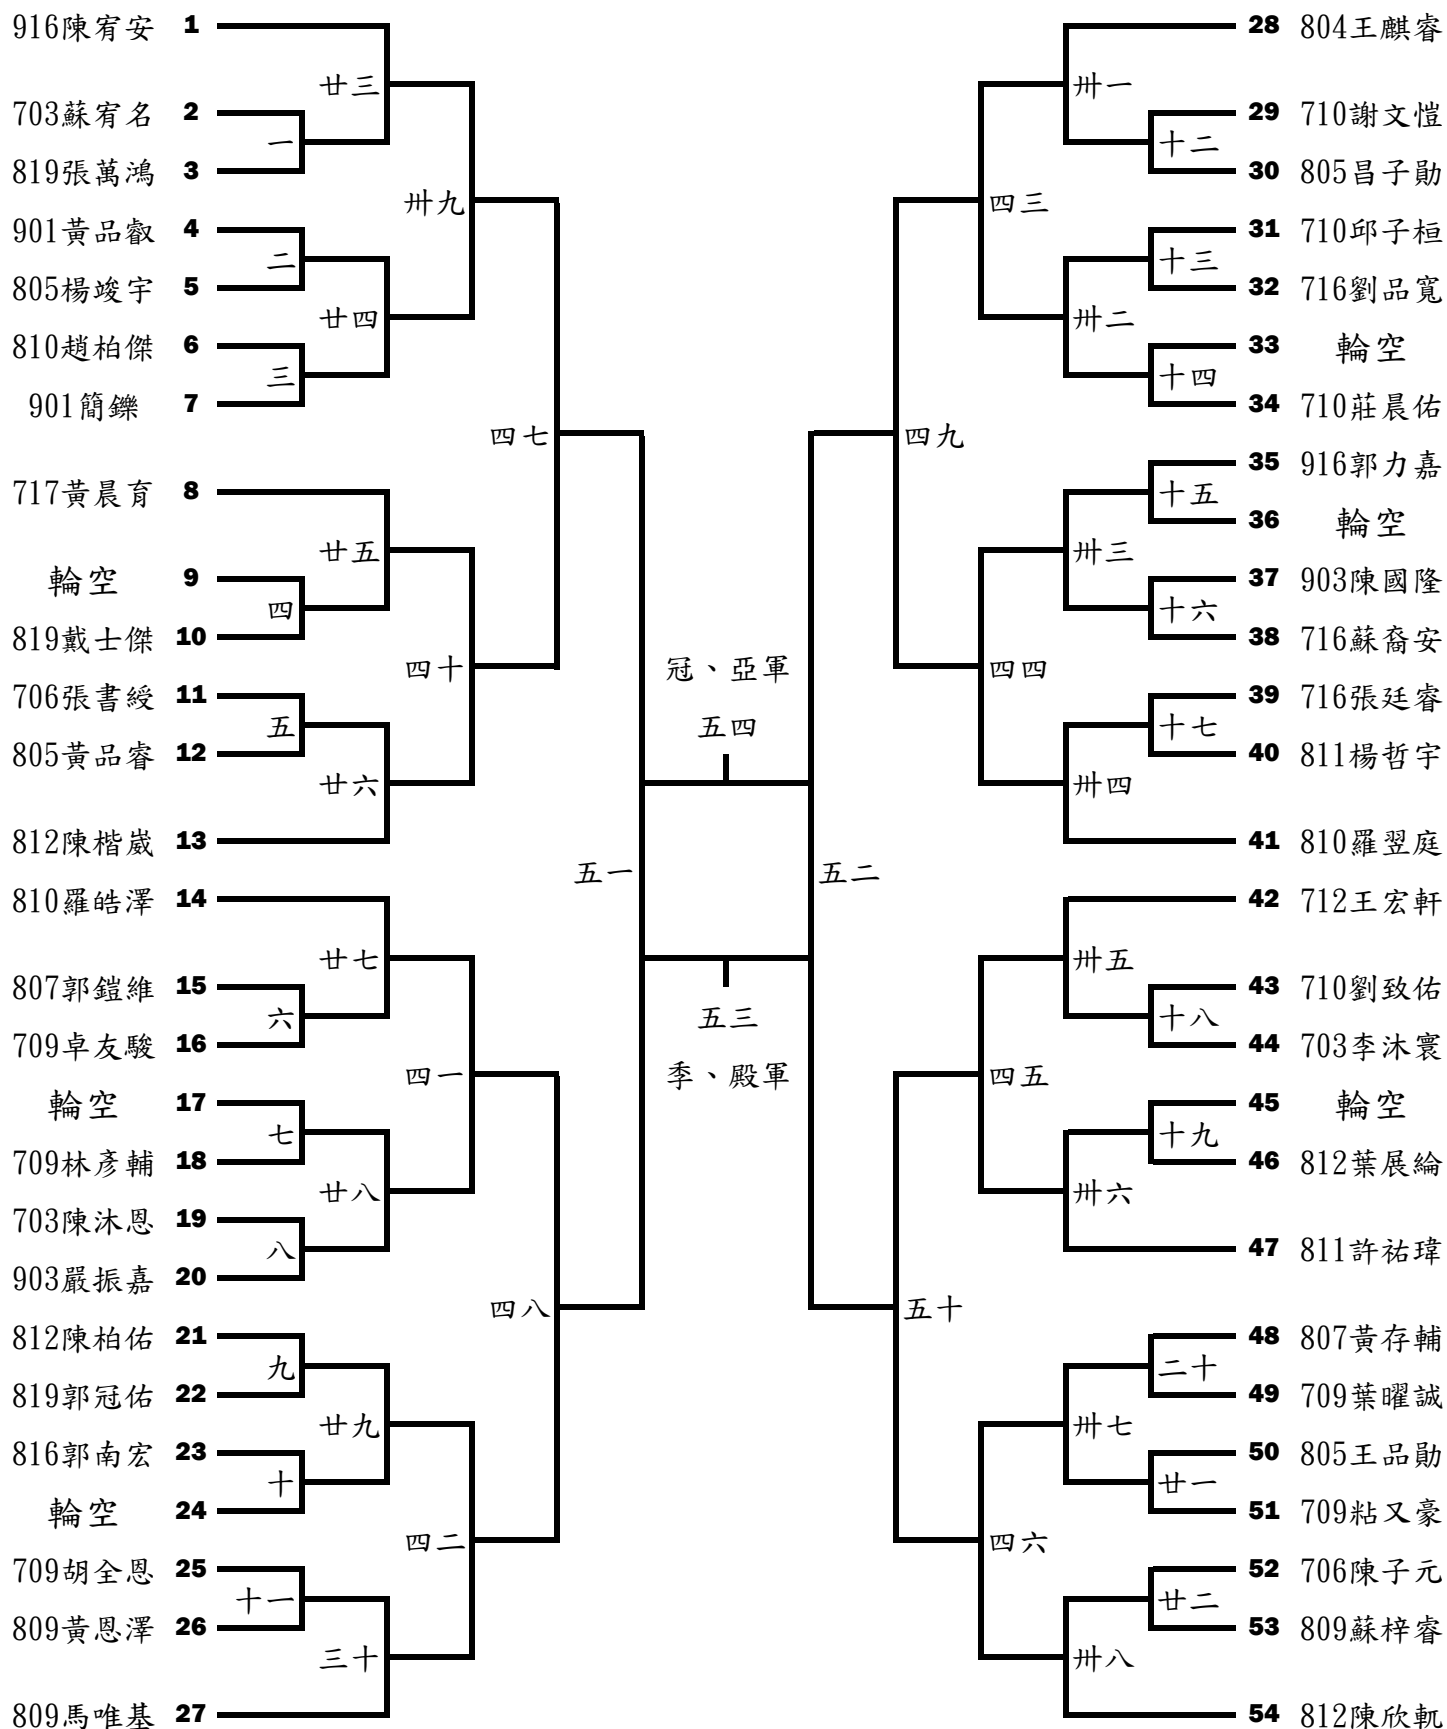 916陳宥安 1
廿三
703蘇宥名 2
一
819張萬鴻 3
卅九
901黃品叡 4
二
805楊竣宇 5
廿四
810趙柏傑 6
三
901簡鑠 7
四七
717黃晨育 8
廿五
輪空 9
四
819戴士傑 10
四十
706張書綬 11
五
805黃品睿 12
廿六
812陳楷崴 13
五一
810羅皓澤 14
廿七
807郭鎧維 15
六
709卓友駿 16
四一
輪空 17
七
709林彥輔 18
廿八
703陳沐恩 19
八
903嚴振嘉 20
四八
812陳柏佑 21
九
819郭冠佑 22
廿九
816郭南宏 23
十
輪空 24
四二
709胡全恩 25
十一
809黃恩澤 26
三十
809馬唯基 27
冠、亞軍
五四
五三
季、殿軍
28 804王麒睿
卅一
29 710謝文愷
十二
30 805昌子勛
四三
31 710邱子桓
十三
32 716劉品寬
卅二
33 輪空
十四
34 710莊晨佑
四九
35 916郭力嘉
十五
36 輪空
卅三
37 903陳國隆
十六
38 716蘇裔安
四四
39 716張廷睿
十七
40 811楊哲宇
卅四
41 810羅翌庭
五二
42 712王宏軒
卅五
43 710劉致佑
十八
44 703李沐寰
四五
45 輪空
十九
46 812葉展綸
卅六
47 811許祐瑋
五十
48 807黃存輔
二十
49 709葉曜誠
卅七
50 805王品勛
廿一
51 709粘又豪
四六
52 706陳子元
廿二
53 809蘇梓睿
卅八
54 812陳欣軏